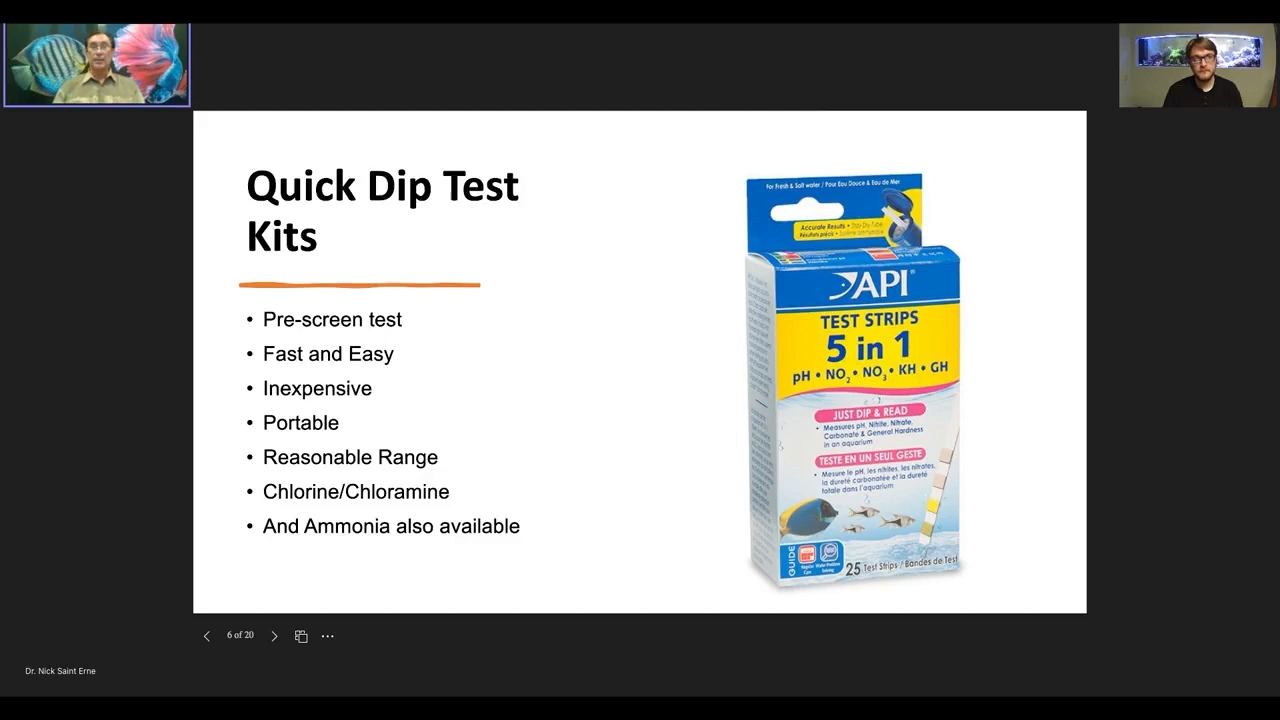 Quick Dip Test
Kits
• Pre-screen test
• Fast and Easy
• Inexpensive
• Portable
• Reasonable Range
• Chlorine/Chloramine
• And Ammonia also available
For Fresh & Salt water / Pour Eau Douce & Eau de Mer
Accurate Results • Stay Dry Tube
API®
TEST STRIPS
5 in 1
pH • NO2 • NO3 • KH • GH
JUST DIP & READ
• Measures pH, Nitrite, Nitrate,
Carbonate & General Hardness
in an aquarium
TESTE EN UN SEUL GESTE
• Mesure le pH, les nitrites, les nitrates,
la dureté carbonatée et la dureté
totale dans l'aquarium
GUIDE
25 Test Strips / Bandes de Test
6 of 20
Dr. Nick Saint Erne